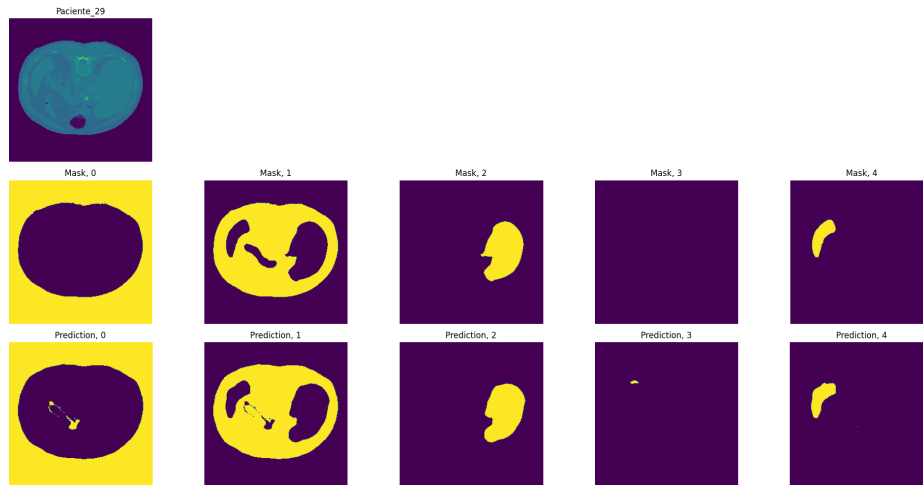 Paciente_29
Mask, 0
Mask, 1
Mask, 2
Mask, 3
Mask, 4
Prediction, 0
Prediction, 1
Prediction, 2
Prediction, 3
Prediction, 4